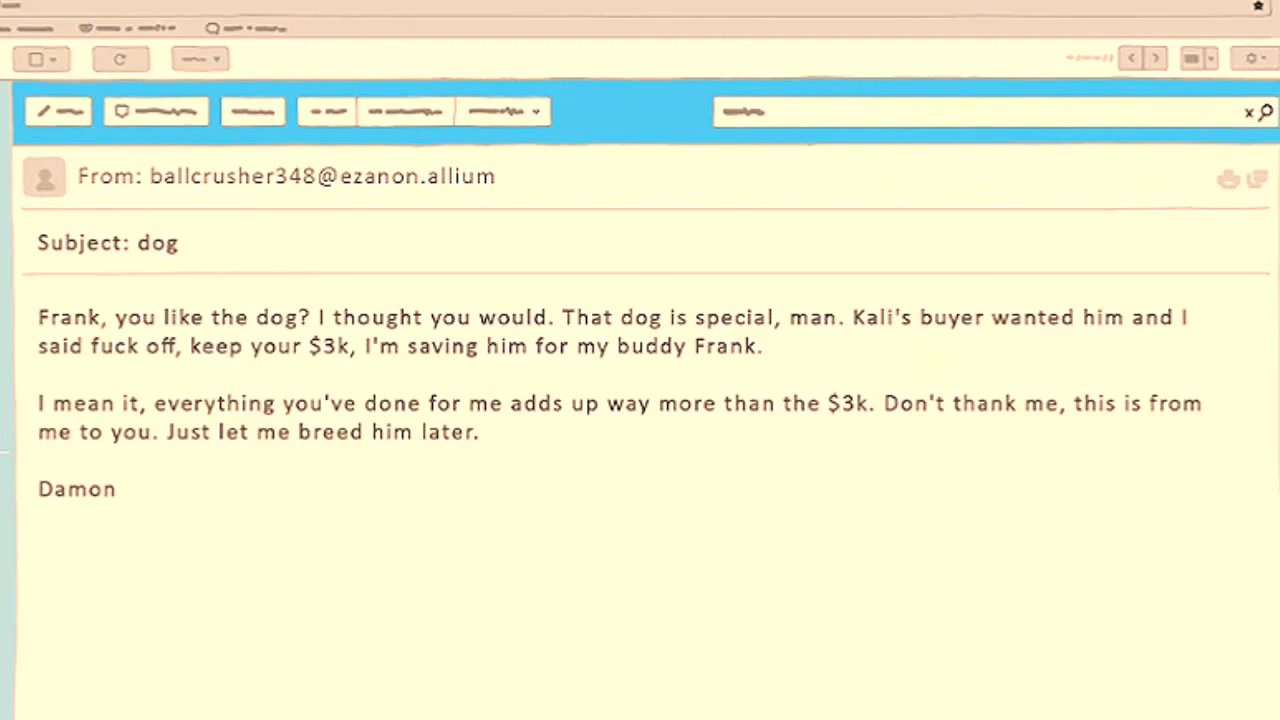 From: ballcrusher348@ezanon.allium
Subject: dog
Frank, you like the dog? I thought you would. That dog is special, man. Kali's buyer wanted him and I
said fuck off, keep your $3k, I'm saving him for my buddy Frank.
I mean it, everything you've done for me adds up way more than the $3k. Don't thank me, this is from
me to you. Just let me breed him later.
Damon